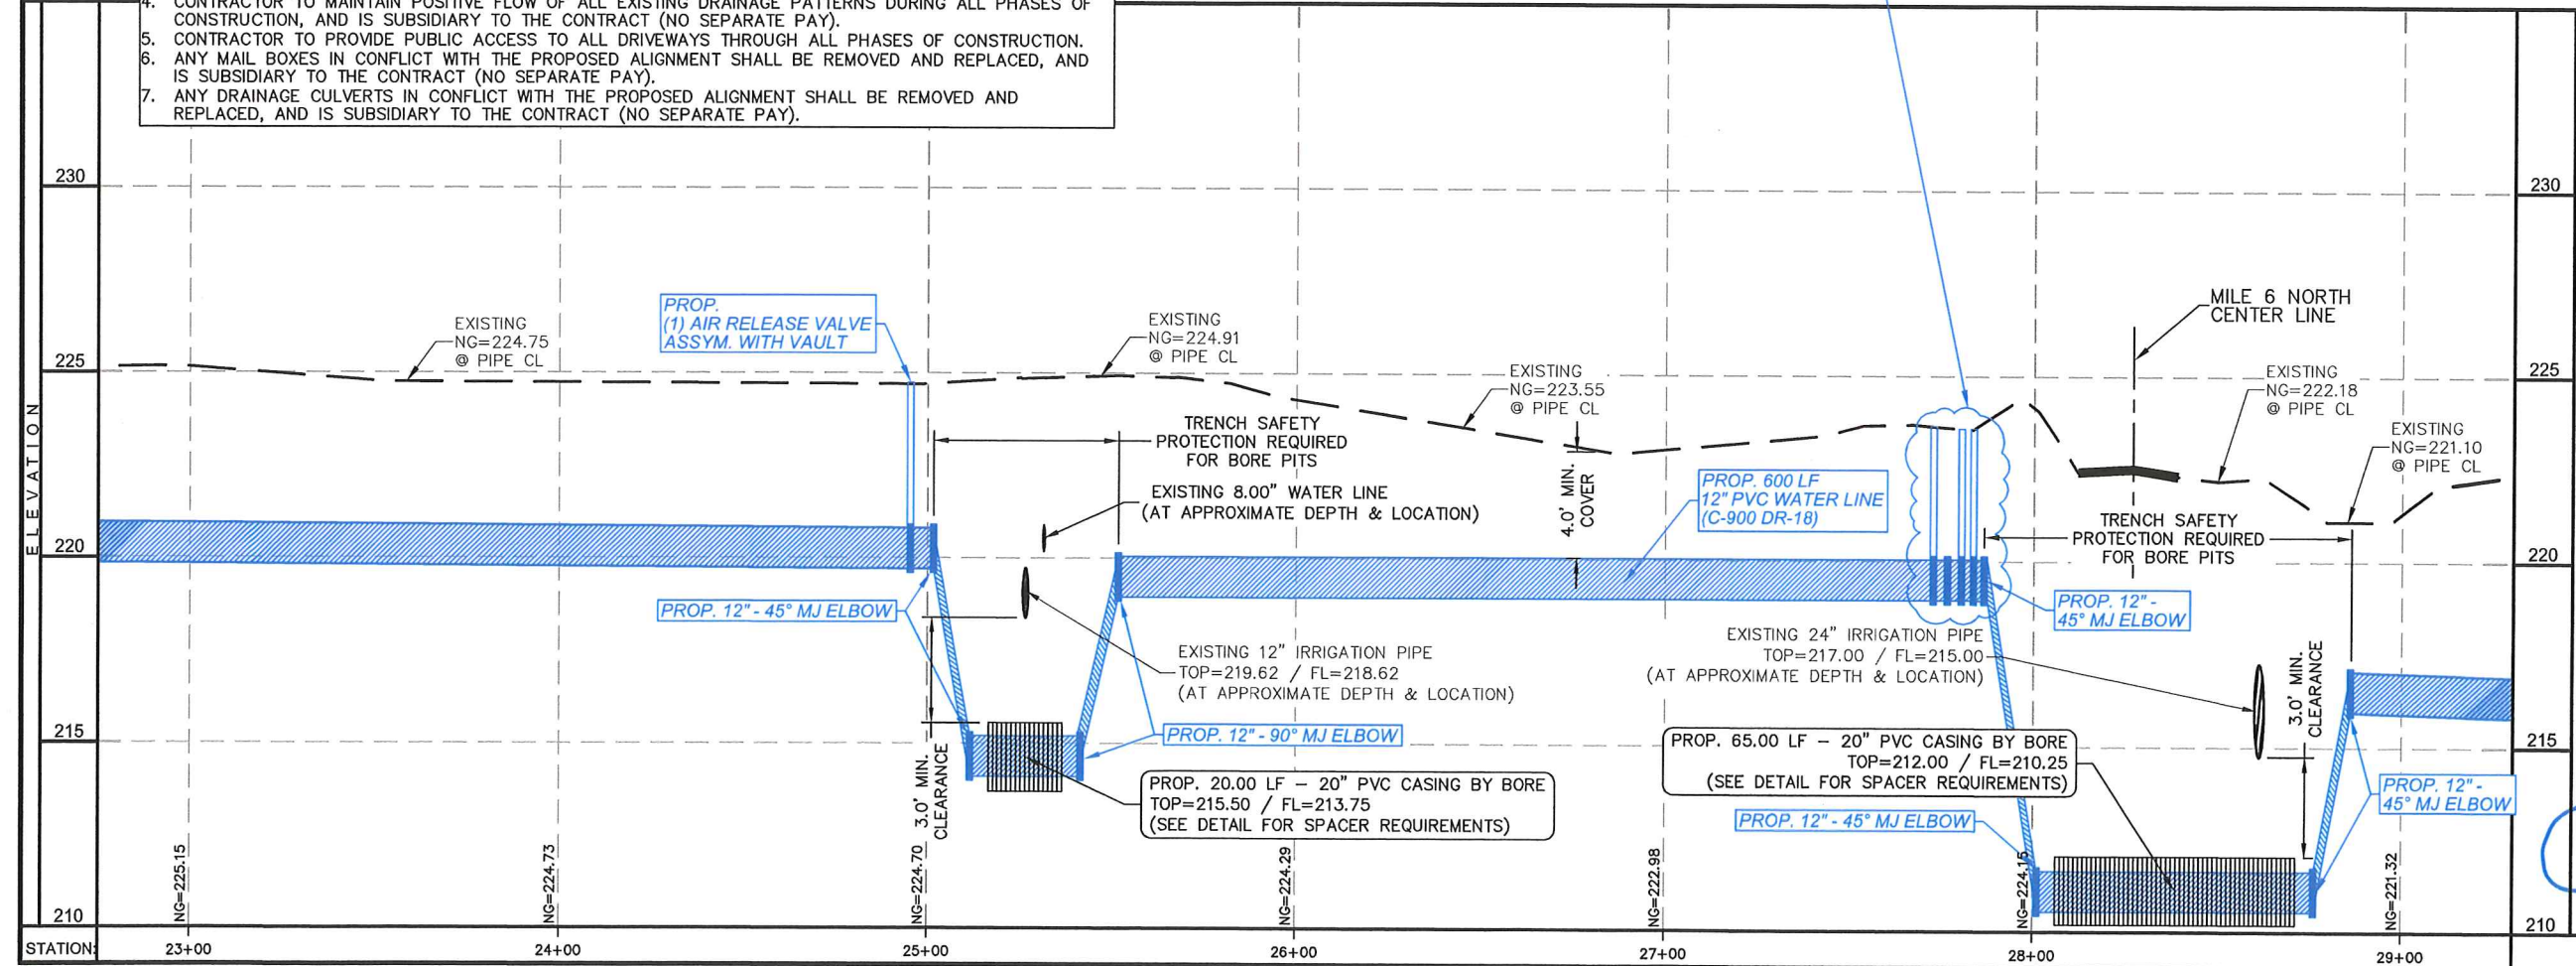 4. CONTRACTOR TO MAINTAIN POSITIVE FLOW OF ALL EXISTING DRAINAGE PATTERNS DURING ALL PHASES OF
CONSTRUCTION, AND IS SUBSIDIARY TO THE CONTRACT (NO SEPARATE PAY).
5. CONTRACTOR TO PROVIDE PUBLIC ACCESS TO ALL DRIVEWAYS THROUGH ALL PHASES OF CONSTRUCTION.
6. ANY MAIL BOXES IN CONFLICT WITH THE PROPOSED ALIGNMENT SHALL BE REMOVED AND REPLACED, AND
IS SUBSIDIARY TO THE CONTRACT (NO SEPARATE PAY).
7. ANY DRAINAGE CULVERTS IN CONFLICT WITH THE PROPOSED ALIGNMENT SHALL BE REMOVED AND
REPLACED, AND IS SUBSIDIARY TO THE CONTRACT (NO SEPARATE PAY).
230
230
225
225
220
220
215
215
210
210
ELEVATION
EXISTING
NG=224.75
@ PIPE CL
PROP.
(1) AIR RELEASE VALVE
ASSYM. WITH VAULT
EXISTING
NG=224.91
@ PIPE CL
EXISTING
NG=223.55
@ PIPE CL
MILE 6 NORTH
CENTER LINE
EXISTING
NG=222.18
@ PIPE CL
EXISTING
NG=221.10
@ PIPE CL
TRENCH SAFETY
PROTECTION REQUIRED
FOR BORE PITS
EXISTING 8.00" WATER LINE
(AT APPROXIMATE DEPTH & LOCATION)
4.0' MIN.
COVER
PROP. 600 LF
12" PVC WATER LINE
(C-900 DR-18)
TRENCH SAFETY
PROTECTION REQUIRED
FOR BORE PITS
PROP. 12" - 45° MJ ELBOW
PROP. 12" -
45° MJ ELBOW
EXISTING 12" IRRIGATION PIPE
TOP=219.62 / FL=218.62
(AT APPROXIMATE DEPTH & LOCATION)
EXISTING 24" IRRIGATION PIPE
TOP=217.00 / FL=215.00
(AT APPROXIMATE DEPTH & LOCATION)
3.0' MIN.
CLEARANCE
PROP. 12" - 90° MJ ELBOW
PROP. 20.00 LF - 20" PVC CASING BY BORE
TOP=215.50 / FL=213.75
(SEE DETAIL FOR SPACER REQUIREMENTS)
PROP. 65.00 LF - 20" PVC CASING BY BORE
TOP=212.00 / FL=210.25
(SEE DETAIL FOR SPACER REQUIREMENTS)
3.0' MIN.
CLEARANCE
PROP. 12" -
45° MJ ELBOW
PROP. 12" - 45° MJ ELBOW
NG=225.15
NG=224.73
NG=224.70
NG=224.29
NG=222.98
NG=224.15
NG=221.32
STATION:
23+00
24+00
25+00
26+00
27+00
28+00
29+00